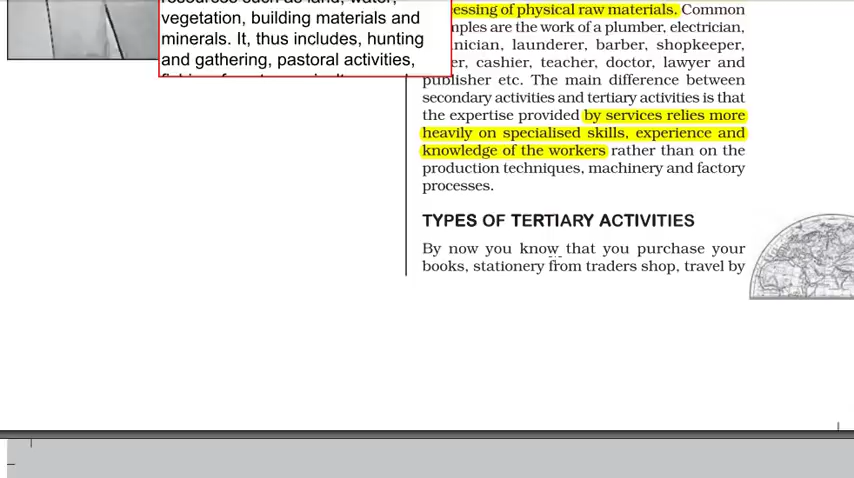 vegetation, building materials and
minerals. It, thus includes, hunting
and gathering, pastoral activities,
essing of physical raw materials. Common
mples are the work of a plumber, electrician,
nician, launderer, barber, shopkeeper,
er, cashier, teacher, doctor, lawyer and
publisher etc. The main difference between
secondary activities and tertiary activities is that
the expertise provided by services relies more
heavily on specialised skills, experience and
knowledge of the workers rather than on the
production techniques, machinery and factory
processes.
TYPES OF TERTIARY ACTIVITIES
By now you know that you purchase your
books, stationery from traders shop, travel by